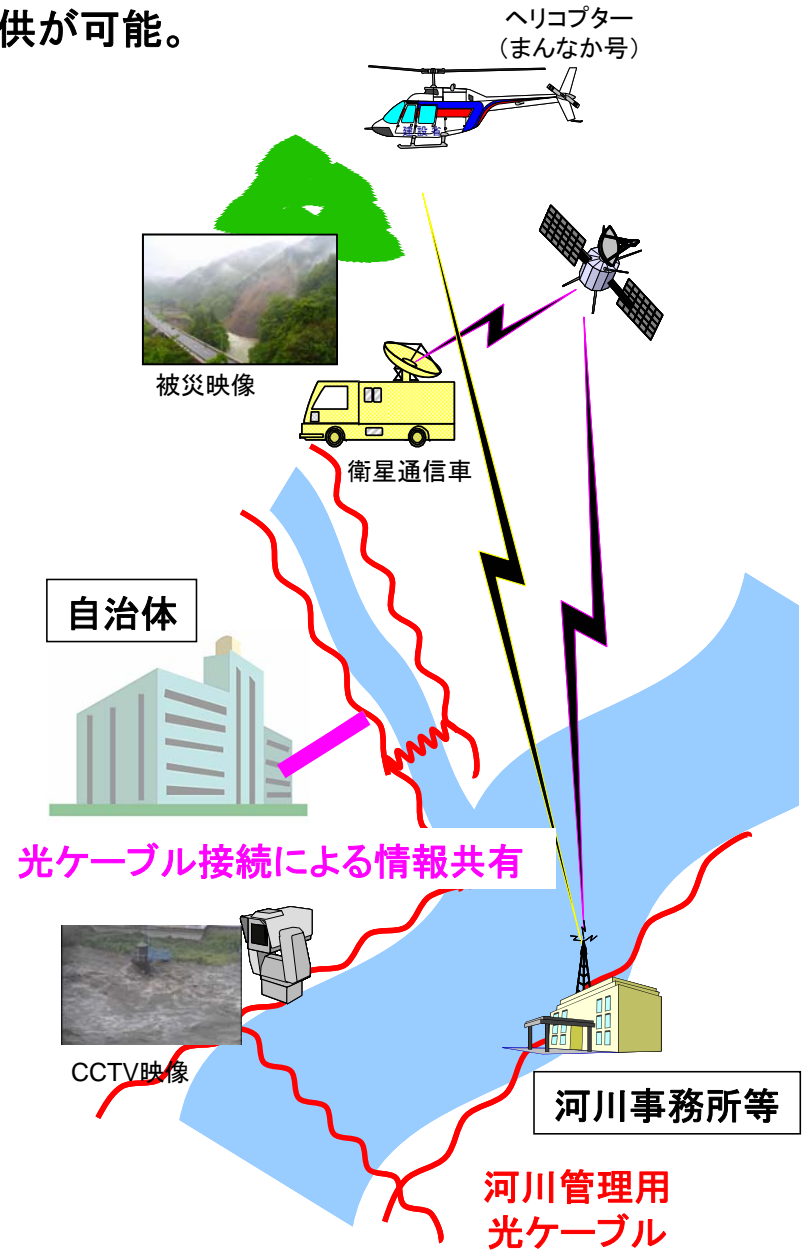 供が可能。
ヘリコプター
（まんなか号）
建設省
被災映像
衛星通信車
自治体
光ケーブル接続による情報共有
CCTV映像
河川事務所等
河川管理用
光ケーブル